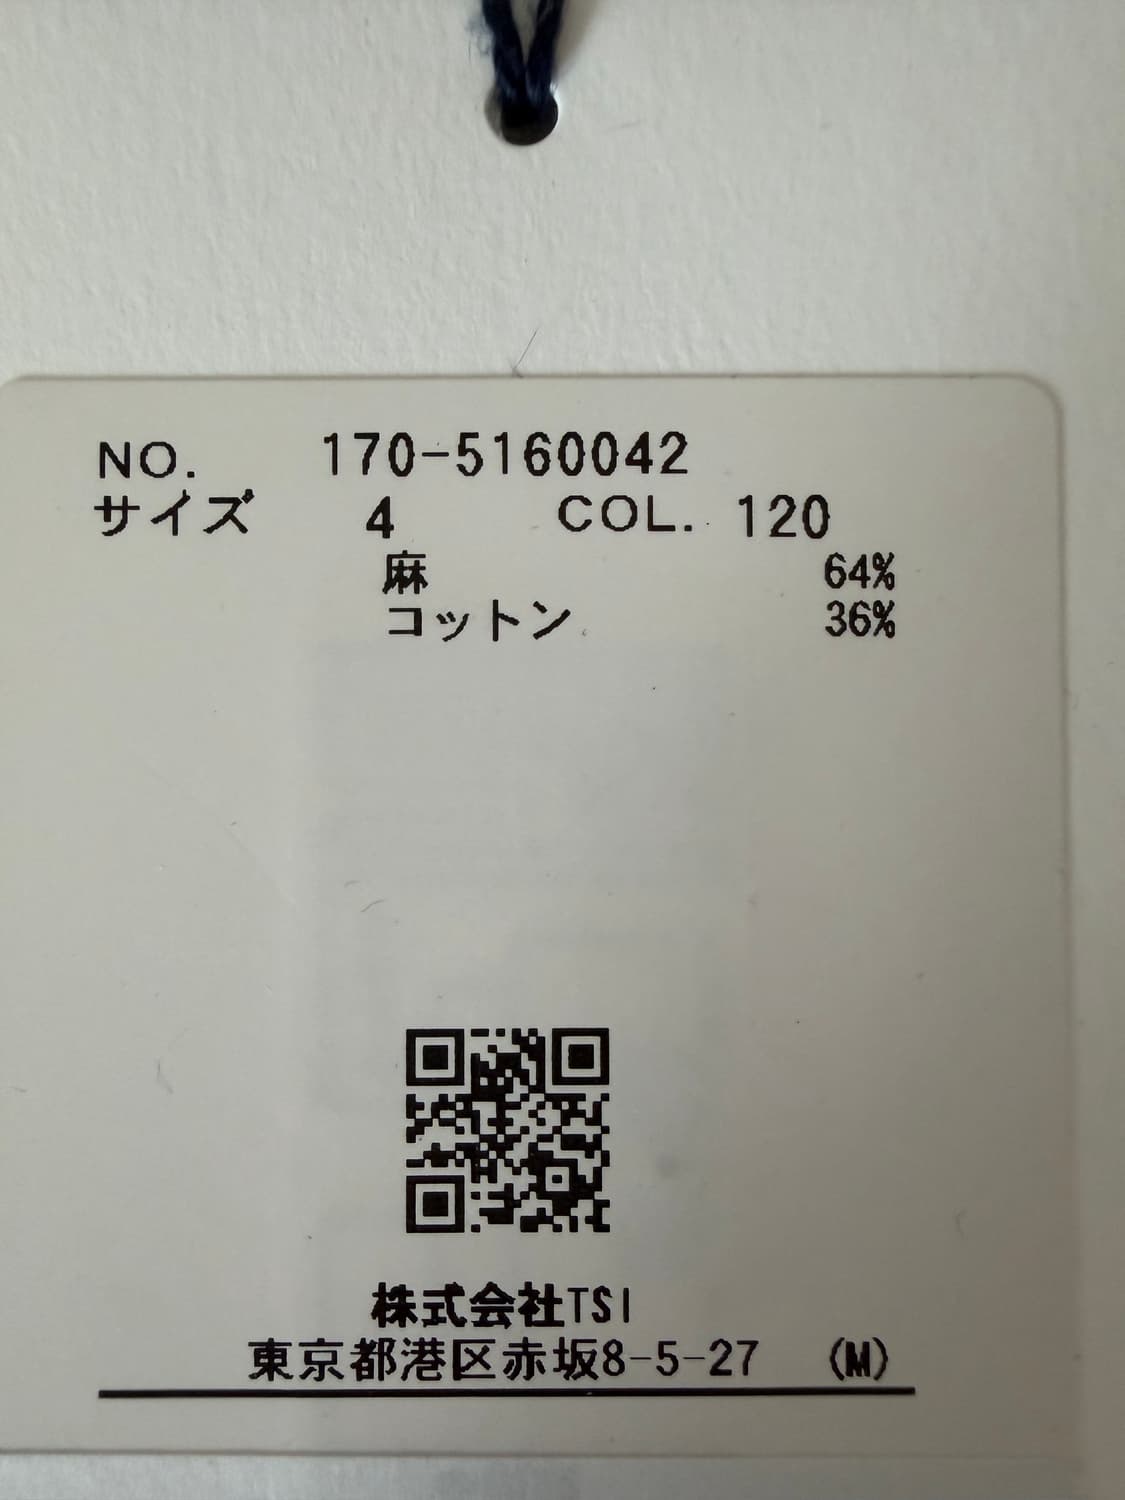 NO. 170-5160042
サイズ 4 COL. 120
麻 64%
コットン 36%
株式会社TSI
東京都港区赤坂8-5-27 (M)